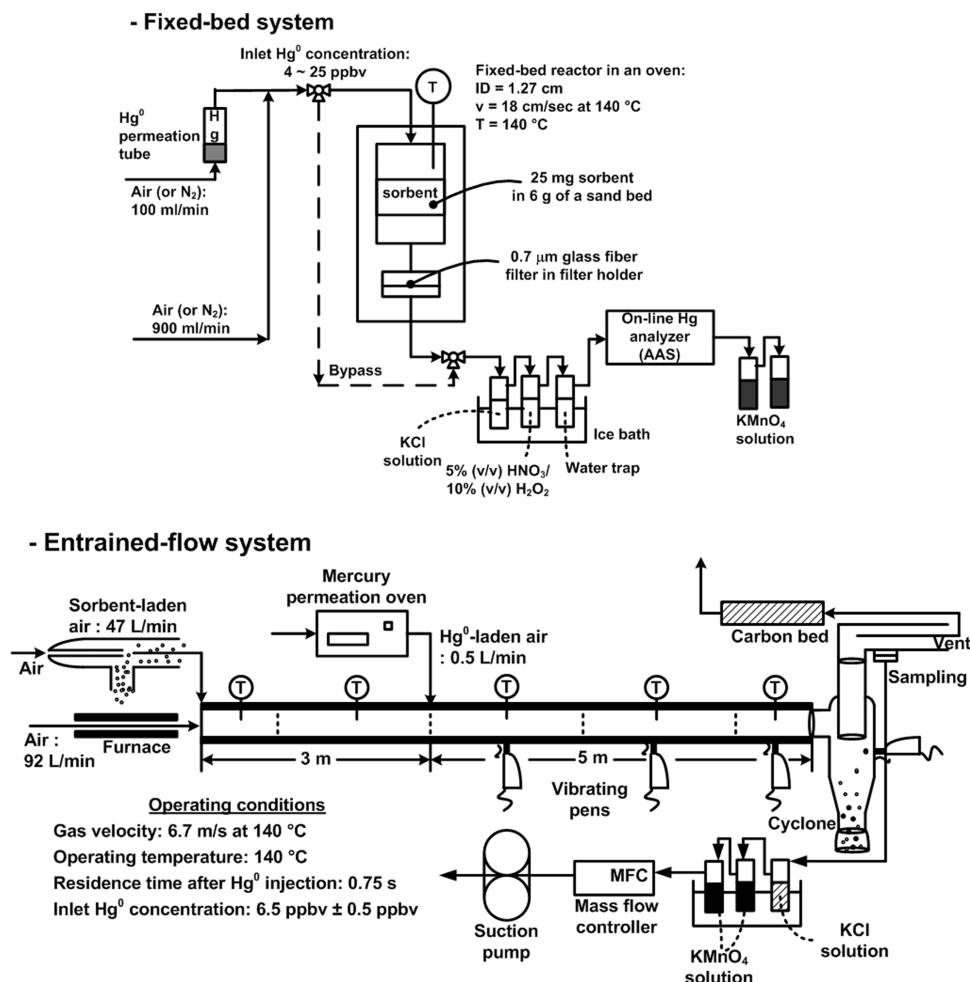 - Fixed-bed system
Inlet Hg⁰ concentration:
4 ~ 25 ppbv
T
Fixed-bed reactor in an oven:
ID = 1.27 cm
v = 18 cm/sec at 140 °C
T = 140 °C
Hg⁰
permeation
tube
H
g
Air (or N₂):
100 ml/min
sorbent
25 mg sorbent
in 6 g of a sand bed
0.7 μm glass fiber
filter in filter holder
Air (or N₂):
900 ml/min
On-line Hg
analyzer
(AAS)
Bypass
KMnO₄
solution
KCl
solution
Ice bath
5% (v/v) HNO₃/
10% (v/v) H₂O₂
Water trap
- Entrained-flow system
Sorbent-laden
air : 47 L/min
Air
Mercury
permeation oven
Hg⁰-laden air
: 0.5 L/min
Carbon bed
Vent
Sampling
T
T
T
T
T
Air :
92 L/min
Furnace
3 m
5 m
Vibrating
pens
Cyclone
Operating conditions
Gas velocity: 6.7 m/s at 140 °C
Operating temperature: 140 °C
Residence time after Hg⁰ injection: 0.75 s
Inlet Hg⁰ concentration: 6.5 ppbv ± 0.5 ppbv
Suction
pump
MFC
Mass flow
controller
KMnO₄
solution
KCl
solution